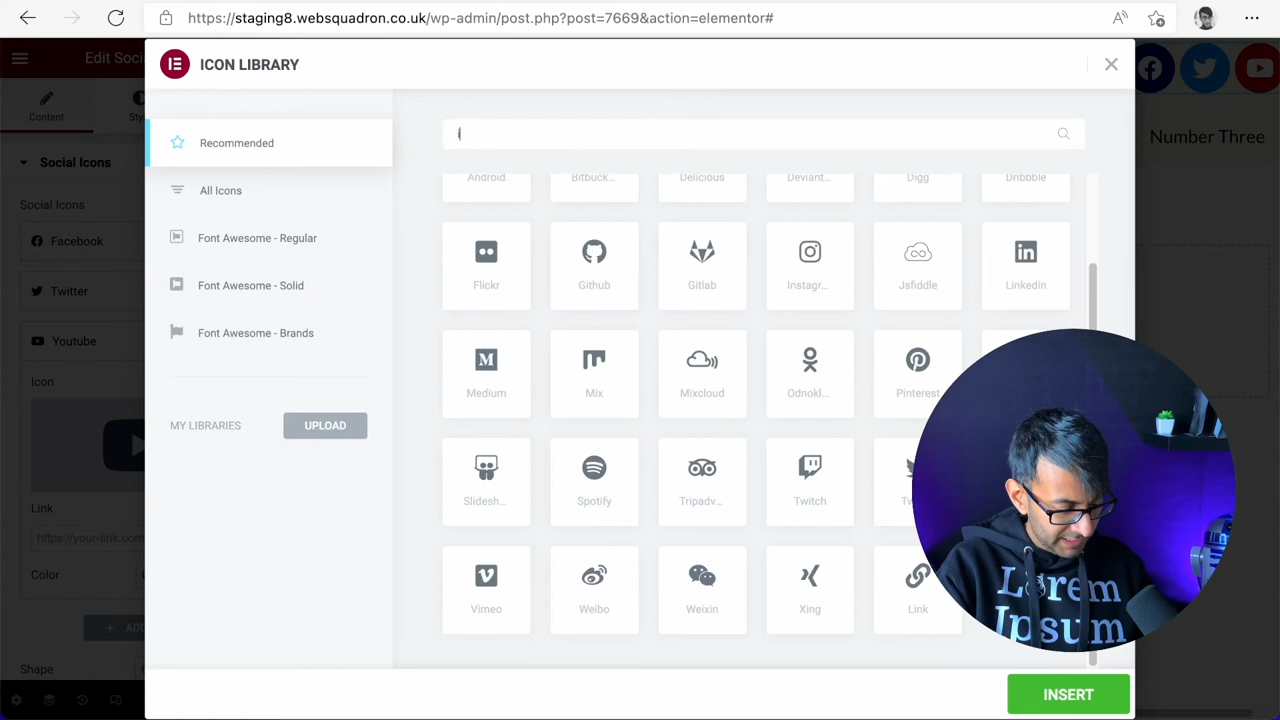 https://staging8.websquadron.co.uk/wp-admin/post.php?post=7669&action=elementor#
Edit Soc
ICON LIBRARY
Content
Sty
Social Icons
Social Icons
Facebook
Twitter
Youtube
Icon
Link
https://your-link.com
Color
ADD
Shape
Recommended
All Icons
Font Awesome - Regular
Font Awesome - Solid
Font Awesome - Brands
MY LIBRARIES
UPLOAD
i
Android
Bitbuck...
Delicious
Deviant...
Digg
Dribbble
Flickr
Github
Gitlab
Instagr...
Jsfiddle
Linkedin
Medium
Mix
Mixcloud
Odnokl...
Pinterest
Slidesh...
Spotify
Tripadv...
Twitch
Tw
Vimeo
Weibo
Weixin
Xing
Link
INSERT
Number Three
Lorem
Ipsum